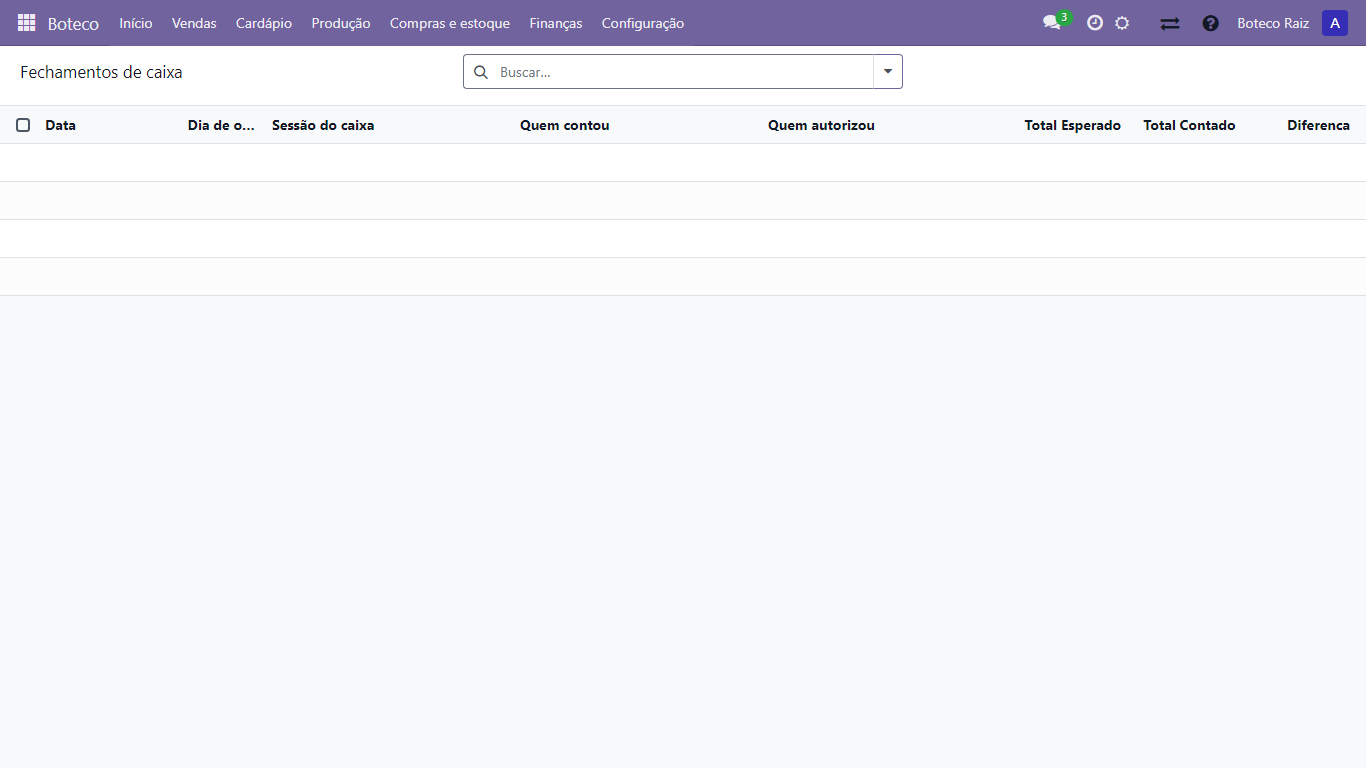 Boteco Início Vendas Cardápio Produção Compras e estoque Finanças Configuração 3 Boteco Raiz A
Fechamentos de caixa Buscar...
Data Dia de o... Sessão do caixa Quem contou Quem autorizou Total Esperado Total Contado Diferenca